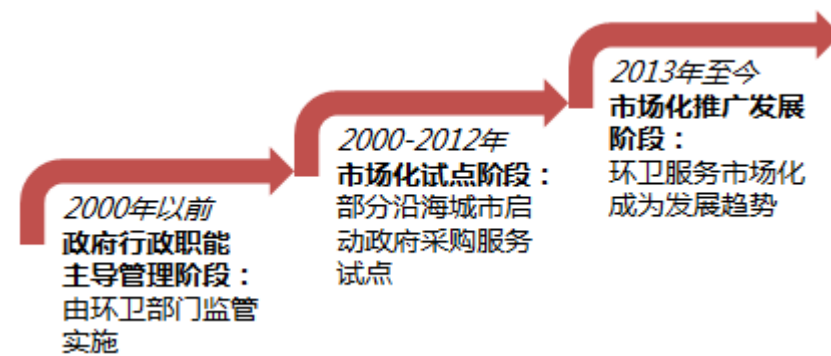 2000年以前
政府行政职能
主导管理阶段：
由环卫部门监管
实施
2000-2012年
市场化试点阶段：
部分沿海城市启
动政府采购服务
试点
2013年至今
市场化推广发展
阶段：
环卫服务市场化
成为发展趋势